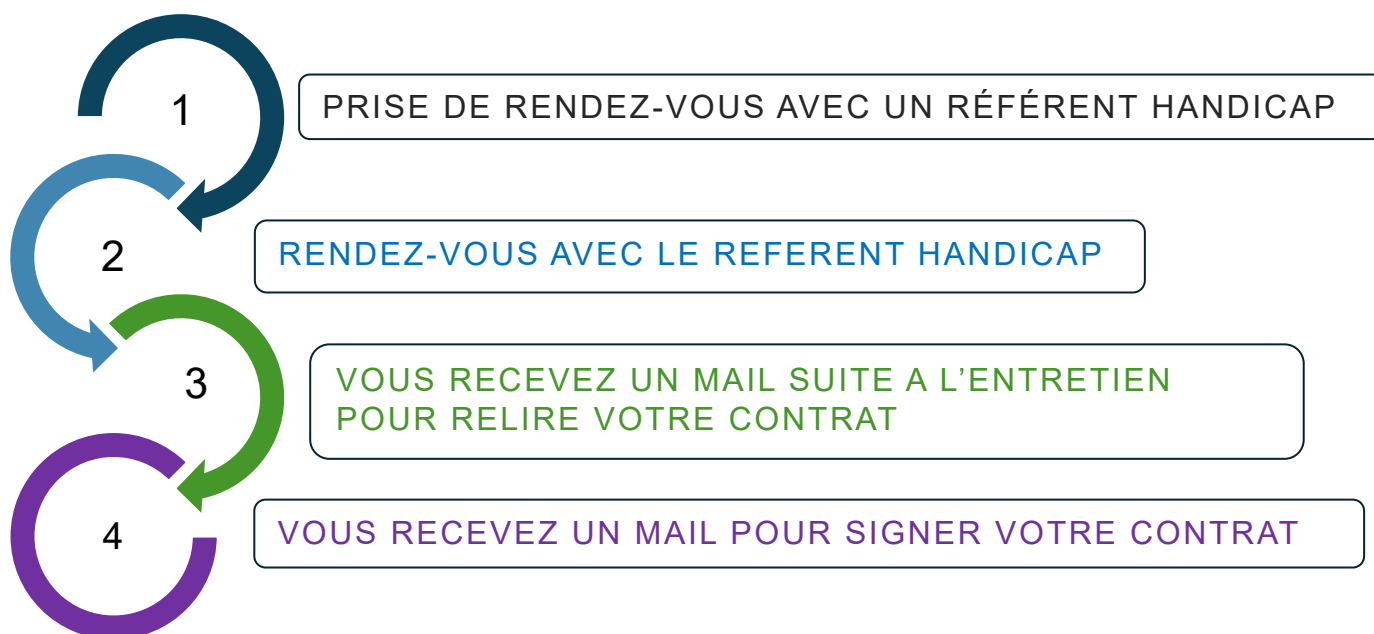 1
PRISE DE RENDEZ-VOUS AVEC UN RÉFÉRENT HANDICAP
2
RENDEZ-VOUS AVEC LE REFERENT HANDICAP
3
VOUS RECEVEZ UN MAIL SUITE A L’ENTRETIEN
POUR RELIRE VOTRE CONTRAT
4
VOUS RECEVEZ UN MAIL POUR SIGNER VOTRE CONTRAT